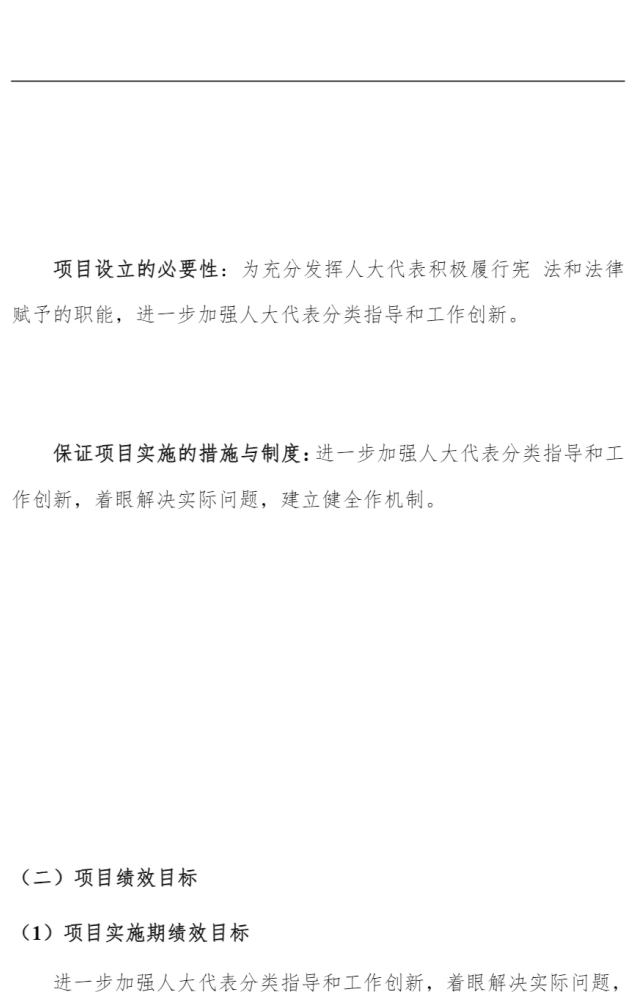 项目设立的必要性：为充分发挥人大代表积极履行宪 法和法律
赋予的职能，进一步加强人大代表分类指导和工作创新。
保证项目实施的措施与制度：进一步加强人大代表分类指导和工
作创新，着眼解决实际问题，建立健全作机制。
（二）项目绩效目标
（1）项目实施期绩效目标
进一步加强人大代表分类指导和工作创新，着眼解决实际问题，